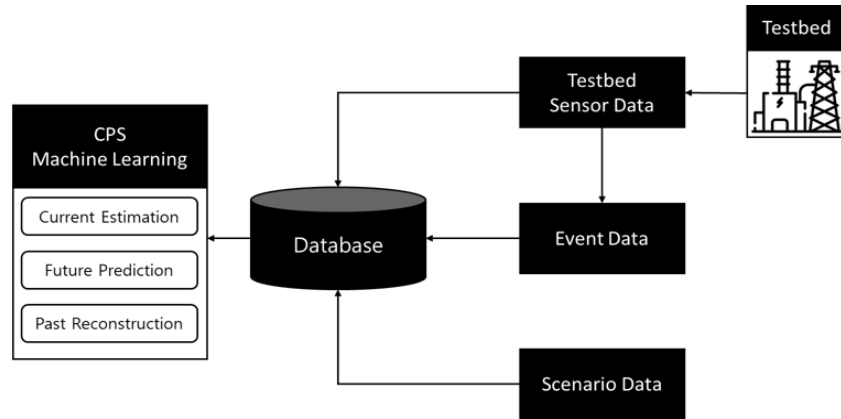 Testbed
Testbed
Sensor Data
CPS
Machine Learning
Current Estimation
Future Prediction
Past Reconstruction
Database
Event Data
Scenario Data